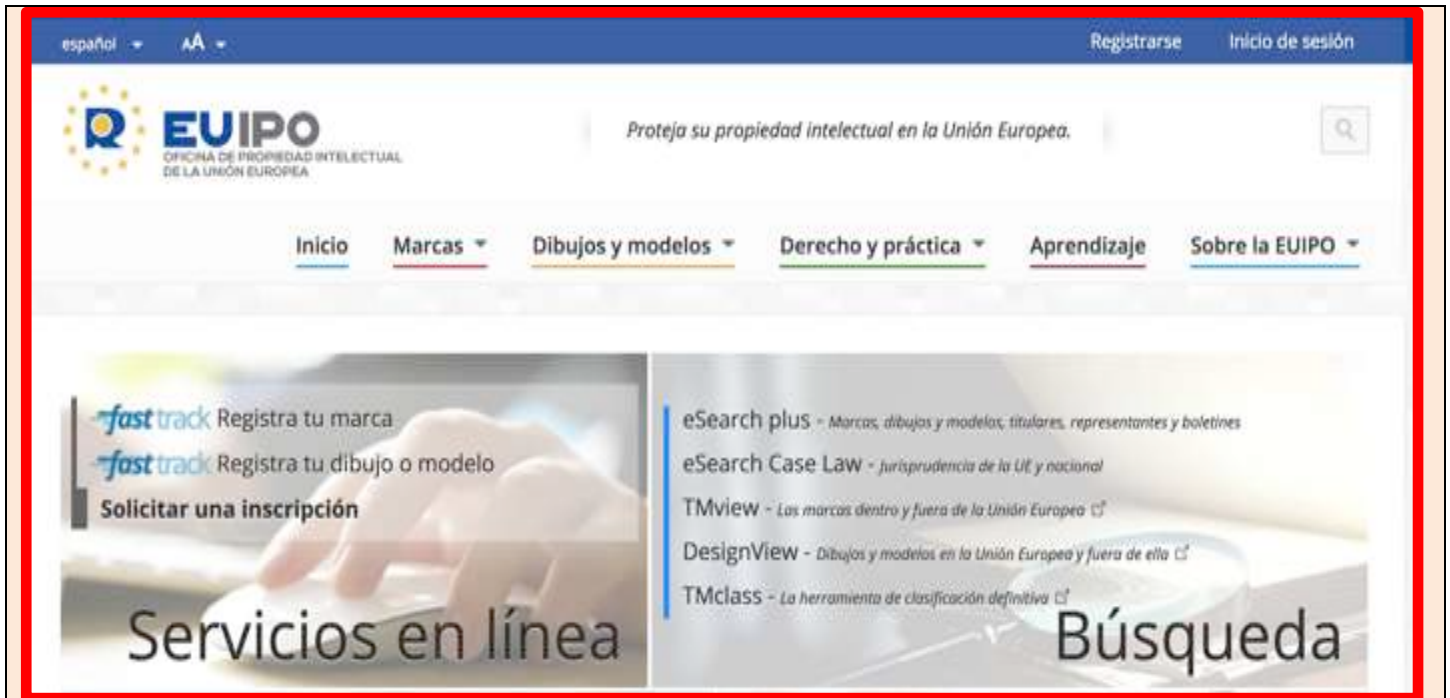 español AA Registrarse Inicio de sesión
R EUIPO
OFICINA DE PROPIEDAD INTELECTUAL
DE LA UNIÓN EUROPEA
Proteja su propiedad intelectual en la Unión Europea.
Inicio Marcas Dibujos y modelos Derecho y práctica Aprendizaje Sobre la EUIPO
fast track Registra tu marca
fast track Registra tu dibujo o modelo
Solicitar una inscripción
Servicios en línea
eSearch plus - Marcas, dibujos y modelos, titulares, representantes y boletines
eSearch Case Law - Jurisprudencia de la UE y nacional
TMview - Las marcas dentro y fuera de la Unión Europea
DesignView - Dibujos y modelos en la Unión Europea y fuera de ella
TMclass - La herramienta de clasificación definitiva
Búsqueda